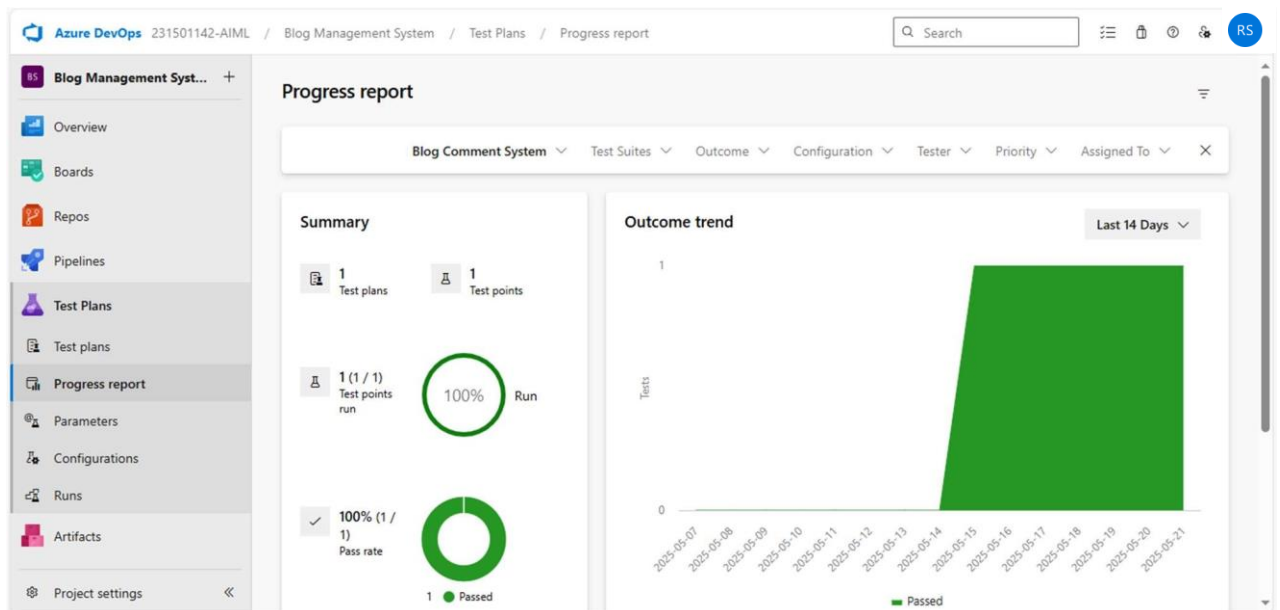 Azure DevOps 231501142-AIML / Blog Management System / Test Plans / Progress report
Search
RS
BS Blog Management Syst... +
Overview
Boards
Repos
Pipelines
Test Plans
Test plans
Progress report
Parameters
Configurations
Runs
Artifacts
Project settings
Progress report
Blog Comment System Test Suites Outcome Configuration Tester Priority Assigned To
Summary
1
Test plans
1
Test points
1 (1 / 1)
Test points
run
100%
Run
100% (1 /
1)
Pass rate
1 Passed
Outcome trend
Last 14 Days
1
Tests
0
2025-05-07
2025-05-08
2025-05-09
2025-05-10
2025-05-11
2025-05-12
2025-05-13
2025-05-14
2025-05-15
2025-05-16
2025-05-17
2025-05-18
2025-05-19
2025-05-20
2025-05-21
Passed